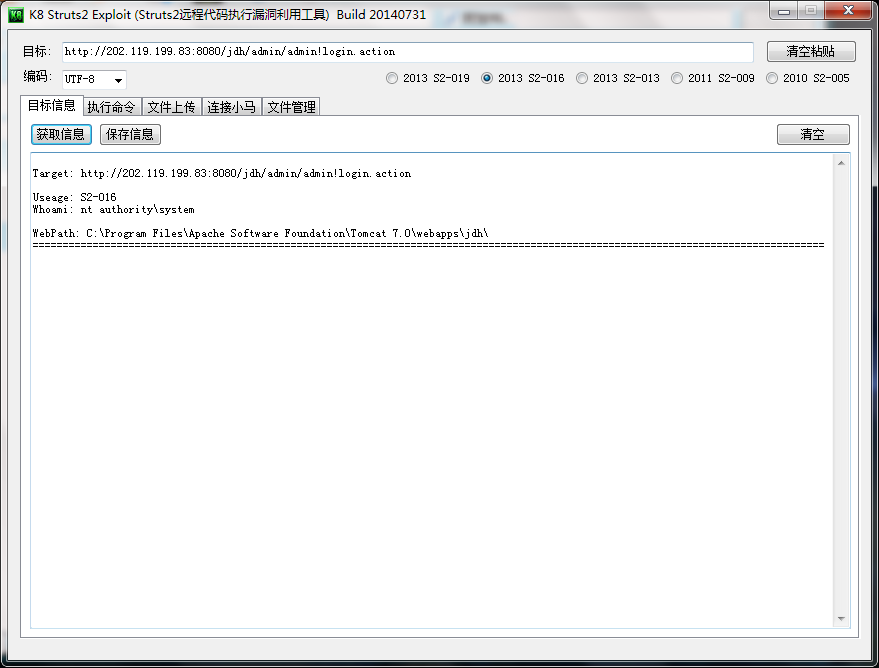 K8 Struts2 Exploit (Struts2远程代码执行漏洞利用工具) Build 20140731
目标: http://202.119.199.83:8080/jdh/admin/admin!login.action 清空粘贴
编码: UTF-8 2013 S2-019 2013 S2-016 2013 S2-013 2011 S2-009 2010 S2-005
目标信息 执行命令 文件上传 连接小马 文件管理
获取信息 保存信息 清空
Target: http://202.119.199.83:8080/jdh/admin/admin!login.action
Useage: S2-016
Whoami: nt authority\system
WebPath: C:\Program Files\Apache Software Foundation\Tomcat 7.0\webapps\jdh\
====================================================================================================================================